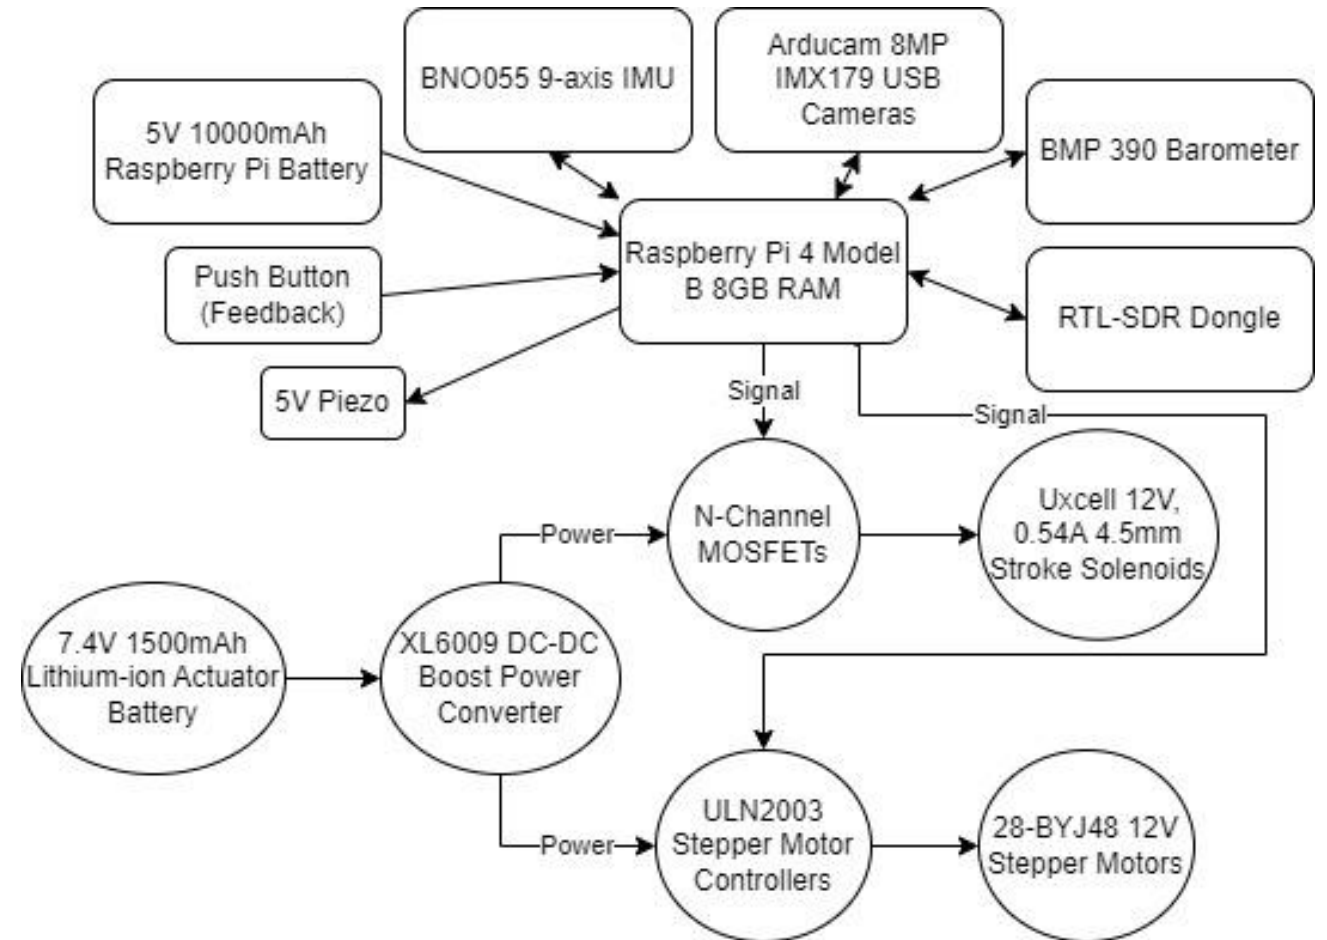 BNO055 9-axis IMU
Arducam 8MP
IMX179 USB
Cameras
5V 10000mAh
Raspberry Pi Battery
BMP 390 Barometer
Push Button
(Feedback)
Raspberry Pi 4 Model
B 8GB RAM
RTL-SDR Dongle
5V Piezo
Signal
Signal
N-Channel
MOSFETs
Uxcell 12V,
0.54A 4.5mm
Stroke Solenoids
Power
7.4V 1500mAh
Lithium-ion Actuator
Battery
XL6009 DC-DC
Boost Power
Converter
Power
ULN2003
Stepper Motor
Controllers
28-BYJ48 12V
Stepper Motors